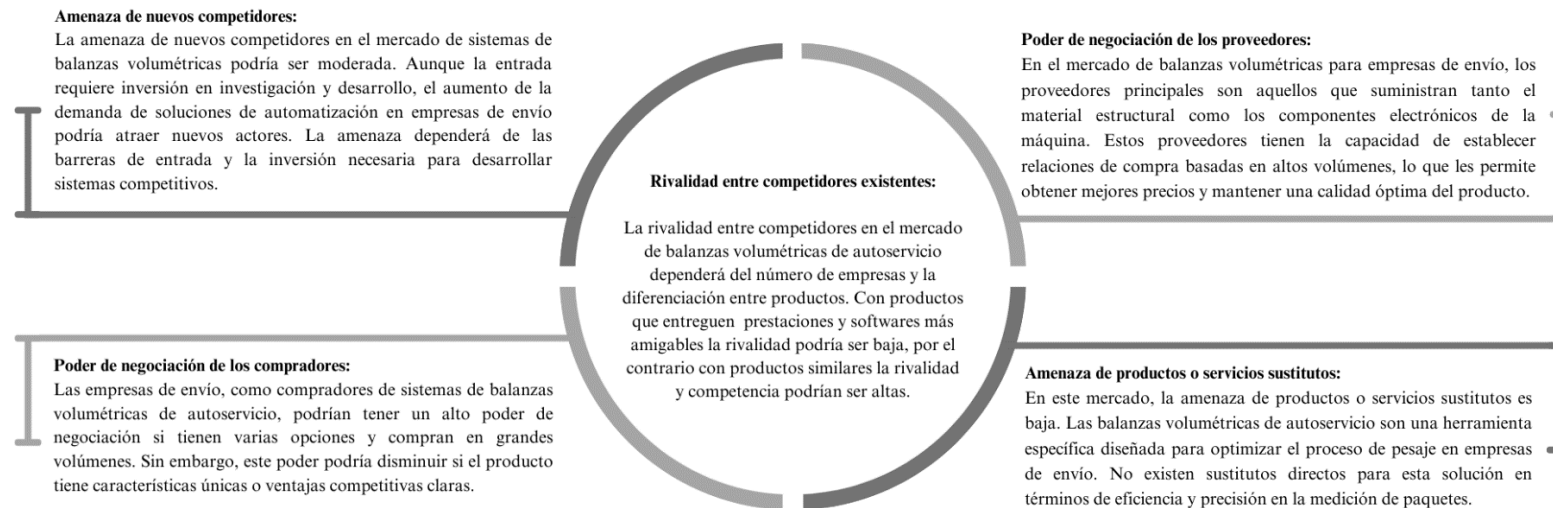 Amenaza de nuevos competidores:
La amenaza de nuevos competidores en el mercado de sistemas de
balanzas volumétricas podría ser moderada. Aunque la entrada
requiere inversión en investigación y desarrollo, el aumento de la
demanda de soluciones de automatización en empresas de envío
podría atraer nuevos actores. La amenaza dependerá de las
barreras de entrada y la inversión necesaria para desarrollar
sistemas competitivos.
Poder de negociación de los proveedores:
En el mercado de balanzas volumétricas para empresas de envío, los
proveedores principales son aquellos que suministran tanto el
material estructural como los componentes electrónicos de la
máquina. Estos proveedores tienen la capacidad de establecer
relaciones de compra basadas en altos volúmenes, lo que les permite
obtener mejores precios y mantener una calidad óptima del producto.
Rivalidad entre competidores existentes:
La rivalidad entre competidores en el mercado
de balanzas volumétricas de autoservicio
dependerá del número de empresas y la
diferenciación entre productos. Con productos
que entreguen prestaciones y softwares más
amigables la rivalidad podría ser baja, por el
contrario con productos similares la rivalidad
y competencia podrían ser altas.
Poder de negociación de los compradores:
Las empresas de envío, como compradores de sistemas de balanzas
volumétricas de autoservicio, podrían tener un alto poder de
negociación si tienen varias opciones y compran en grandes
volúmenes. Sin embargo, este poder podría disminuir si el producto
tiene características únicas o ventajas competitivas claras.
Amenaza de productos o servicios sustitutos:
En este mercado, la amenaza de productos o servicios sustitutos es
baja. Las balanzas volumétricas de autoservicio son una herramienta
específica diseñada para optimizar el proceso de pesaje en empresas
de envío. No existen sustitutos directos para esta solución en
términos de eficiencia y precisión en la medición de paquetes.